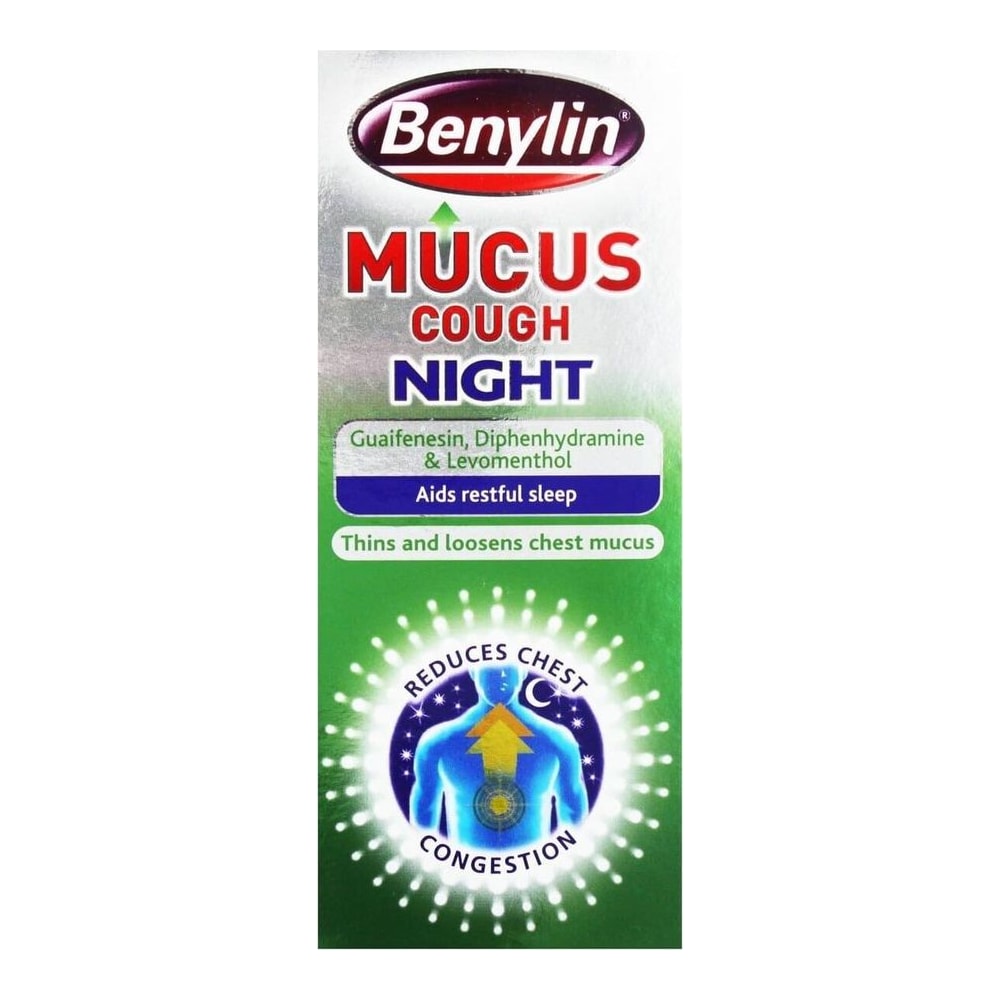 Benylin®
MUCUS
COUGH
NIGHT
Guaifenesin, Diphenhydramine
& Levomenthol
Aids restful sleep
Thins and loosens chest mucus
REDUCES CHEST
CONGESTION